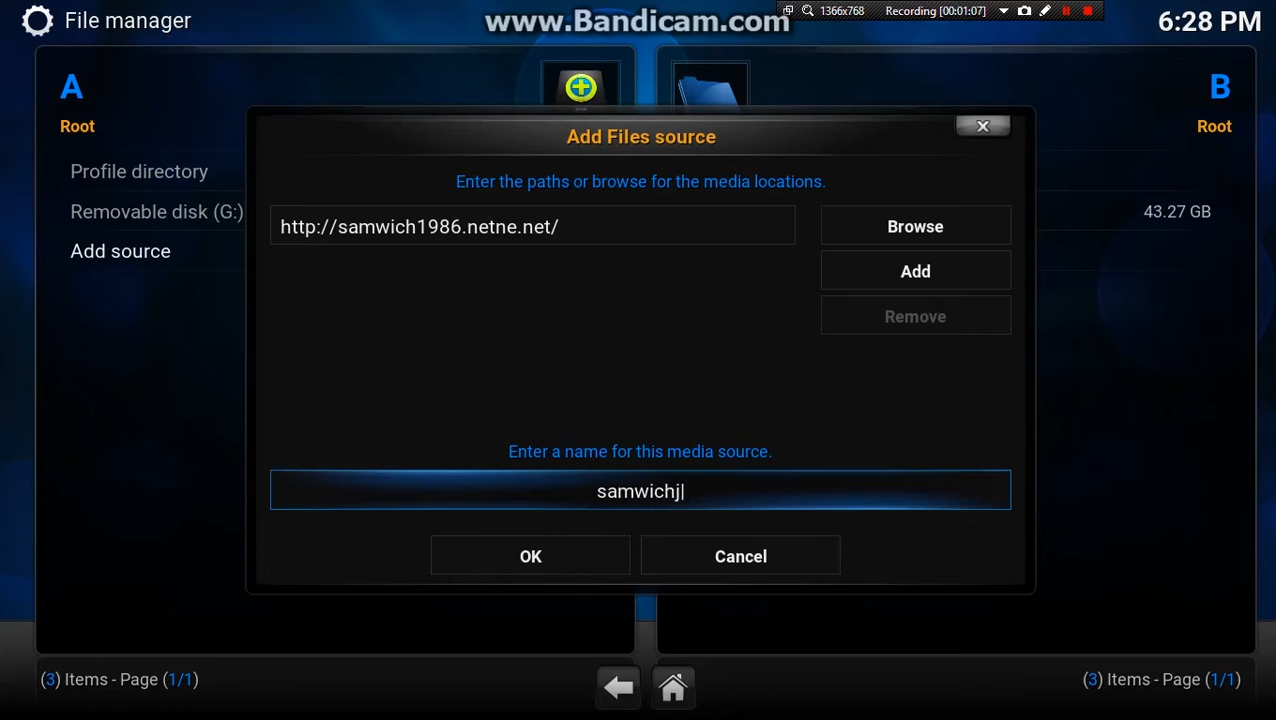 File manager
www.Bandicam.com
1366x768
Recording [00:01:07]
6:28 PM
A
B
Root
Root
Add Files source
Enter the paths or browse for the media locations.
Profile directory
Removable disk (G:)
43.27 GB
http://samwich1986.netne.net/
Browse
Add source
Add
Remove
Enter a name for this media source.
samwichj
OK
Cancel
(3) Items - Page (1/1)
(3) Items - Page (1/1)